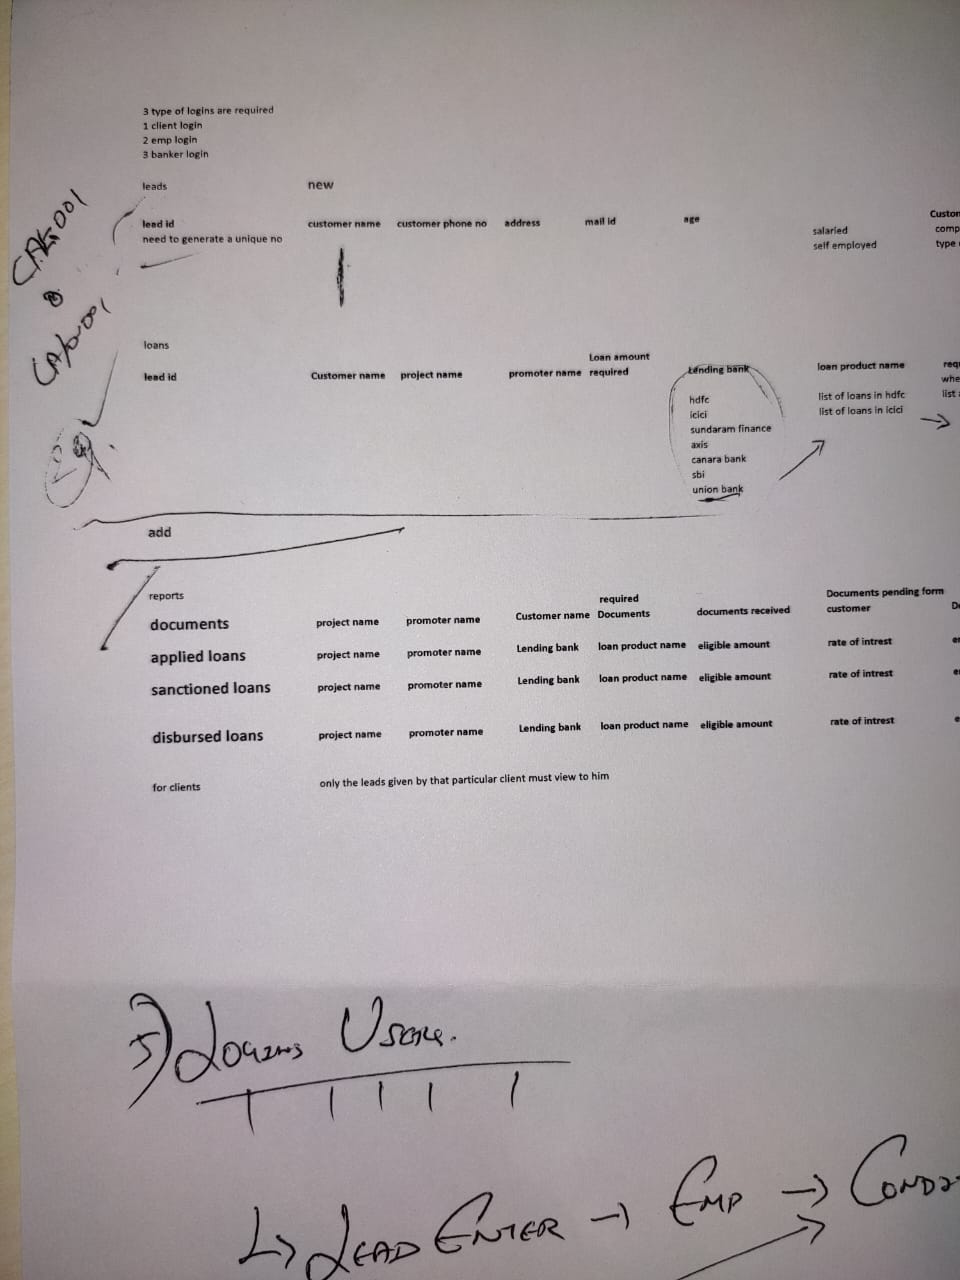 3 type of logins are required
1 client login
2 emp login
3 banker login
leads new
lead id customer name customer phone no address mail id age Custom
need to generate a unique no salaried comp
self employed type
loans
lead id Customer name project name promoter name Loan amount required Lending bank loan product name
hdfc list of loans in hdfc
icici list of loans in icici
sundaram finance
axis
canara bank
sbi
union bank
add
reports
documents project name promoter name Customer name required Documents documents received Documents pending form customer
applied loans project name promoter name Lending bank loan product name eligible amount rate of intrest
sanctioned loans project name promoter name Lending bank loan product name eligible amount rate of intrest
disbursed loans project name promoter name Lending bank loan product name eligible amount rate of intrest
for clients only the leads given by that particular client must view to him
5) Logins
LEAD ENTER → EMP →